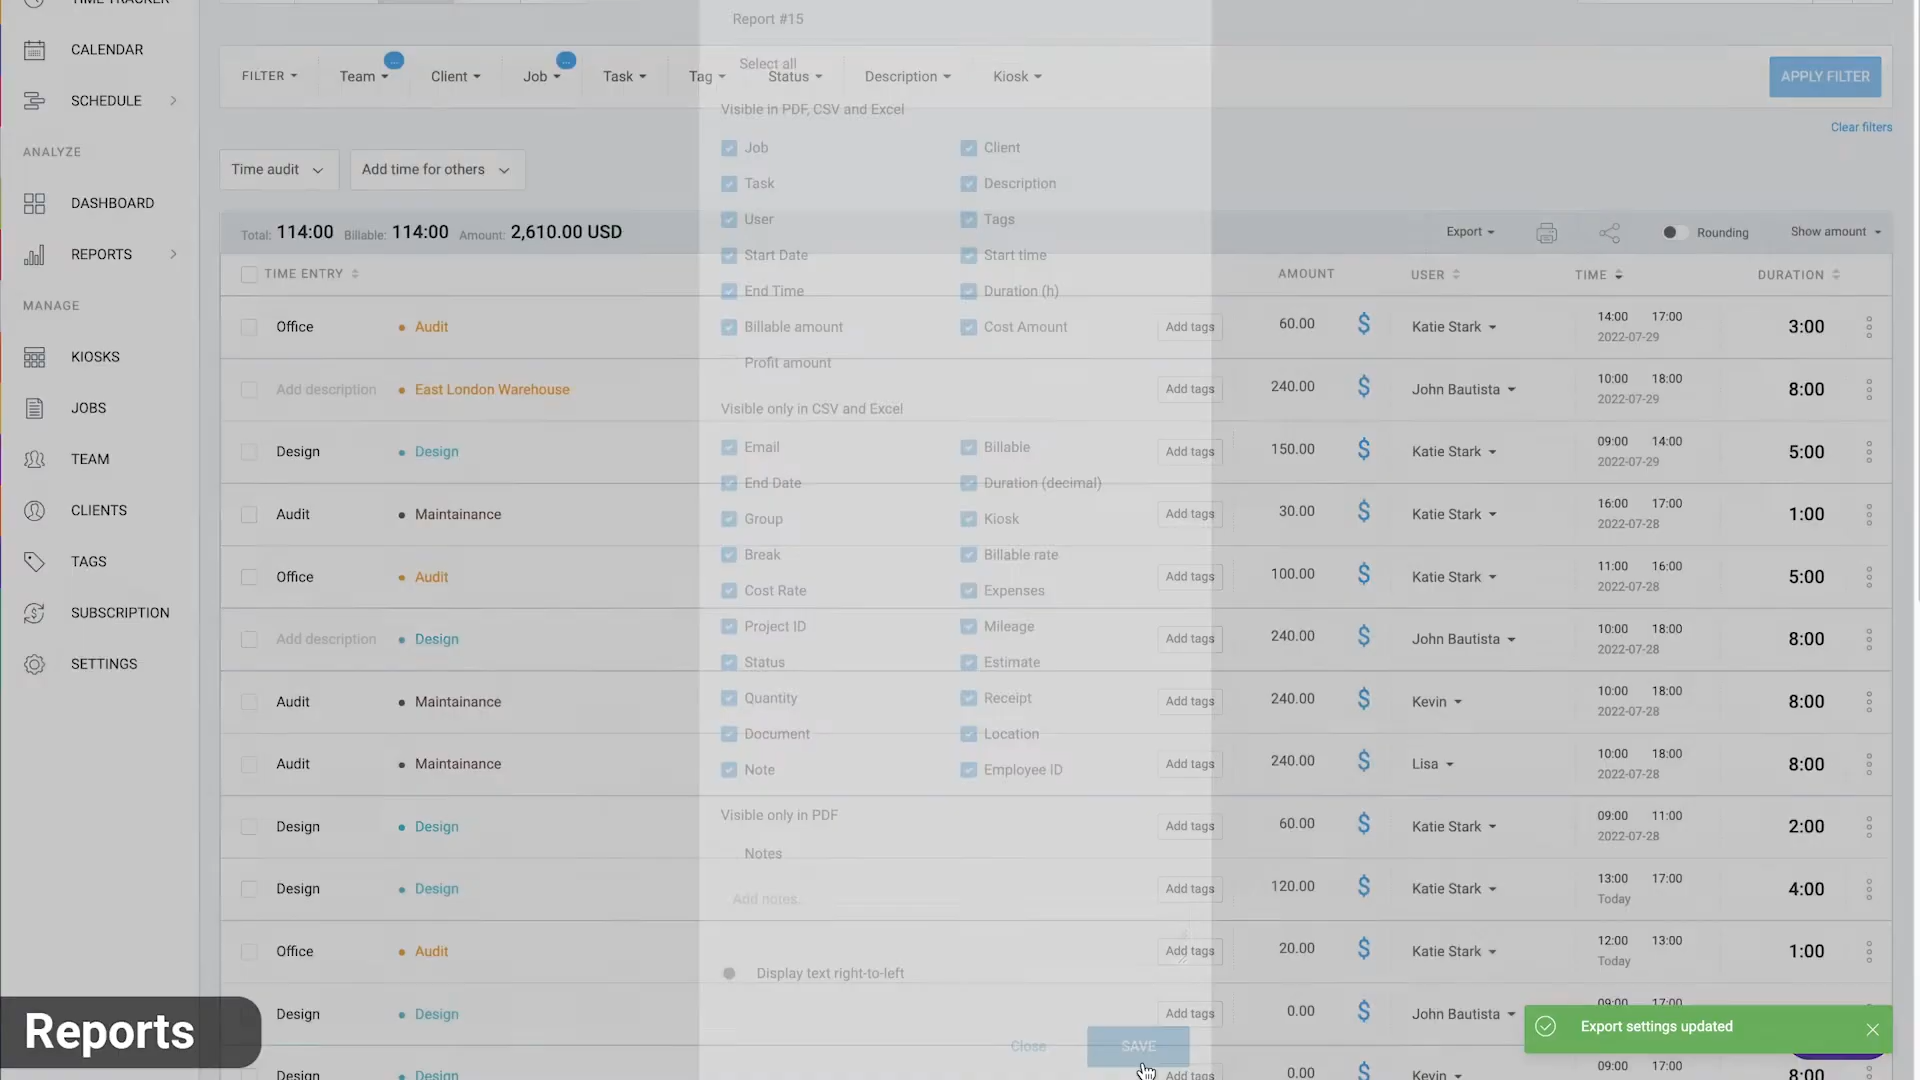 TIME TRACKER
CALENDAR
SCHEDULE
ANALYZE
DASHBOARD
REPORTS
MANAGE
KIOSKS
JOBS
TEAM
CLIENTS
TAGS
SUBSCRIPTION
SETTINGS
Reports
FILTER Team ... Client Job ... Task Tag Status Description Kiosk APPLY FILTER
Clear filters
Time audit Add time for others
Total: 114:00 Billable: 114:00 Amount: 2,610.00 USD Export Rounding Show amount
TIME ENTRY AMOUNT USER TIME DURATION
Office Audit Add tags 60.00 $ Katie Stark 14:00 17:00 3:00
2022-07-29
Add description East London Warehouse Add tags 240.00 $ John Bautista 10:00 18:00 8:00
2022-07-29
Design Design Add tags 150.00 $ Katie Stark 09:00 14:00 5:00
2022-07-29
Audit Maintainance Add tags 30.00 $ Katie Stark 16:00 17:00 1:00
2022-07-28
Office Audit Add tags 100.00 $ Katie Stark 11:00 16:00 5:00
2022-07-28
Add description Design Add tags 240.00 $ John Bautista 10:00 18:00 8:00
2022-07-28
Audit Maintainance Add tags 240.00 $ Kevin 10:00 18:00 8:00
2022-07-28
Audit Maintainance Add tags 240.00 $ Lisa 10:00 18:00 8:00
2022-07-28
Design Design Add tags 60.00 $ Katie Stark 09:00 11:00 2:00
2022-07-28
Design Design Add tags 120.00 $ Katie Stark 13:00 17:00 4:00
Today
Office Audit Add tags 20.00 $ Katie Stark 12:00 13:00 1:00
Today
Design Design Add tags 0.00 $ John Bautista 09:00 17:00
Design Design Add tags 0.00 $ Kevin 09:00 17:00 8:00
Report #15
Select all
Visible in PDF, CSV and Excel
Job Client
Task Description
User Tags
Start Date Start time
End Time Duration (h)
Billable amount Cost Amount
Profit amount
Visible only in CSV and Excel
Email Billable
End Date Duration (decimal)
Group Kiosk
Break Billable rate
Cost Rate Expenses
Project ID Mileage
Status Estimate
Quantity Receipt
Document Location
Note Employee ID
Visible only in PDF
Notes
Add notes...
Display text right-to-left
Close SAVE
Export settings updated